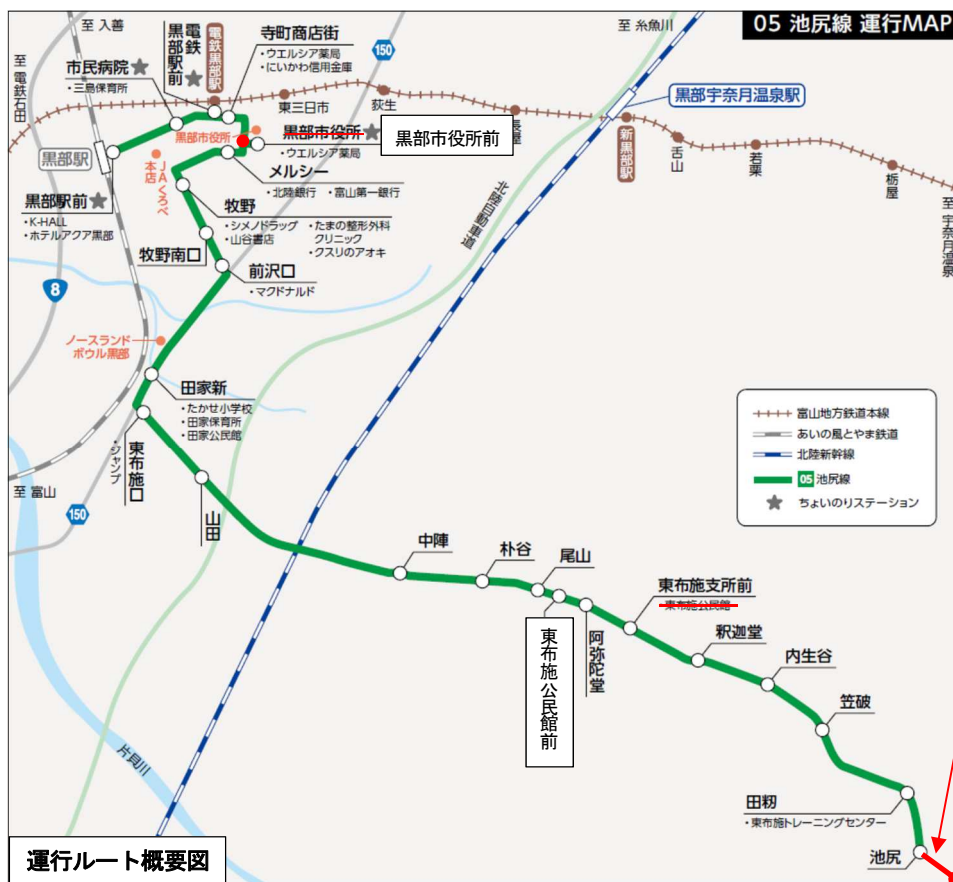 05 池尻線 運行MAP
至 入善
至 糸魚川
至 電鉄石田
150
寺町商店街
・ウエルシア薬局
・にいかわ信用金庫
電鉄黒部駅前
電鉄黒部駅
市民病院
・三島保育所
東三日市
荻生
長屋
新黒部駅
黒部宇奈月温泉駅
舌山
若栗
栃屋
至 宇奈月温泉
黒部市役所
黒部市役所
黒部市役所前
・ウエルシア薬局
黒部駅
JAくろべ本店
メルシー
・北陸銀行 ・富山第一銀行
黒部駅前
・K-HALL
・ホテルアクア黒部
牧野
・シメノドラッグ ・たまの整形外科クリニック
・山谷書店 ・クスリのアオキ
牧野南口
前沢口
・マクドナルド
北陸自動車道
8
ノースランドボウル黒部
田家新
・たかせ小学校
・田家保育所
・田家公民館
東布施口
・ジャンプ
至 富山
150
山田
富山地方鉄道本線
あいの風とやま鉄道
北陸新幹線
05 池尻線
ちょいのりステーション
中陣
朴谷
尾山
東布施公民館前
阿弥陀堂
東布施支所前
東布施公民館
釈迦堂
内生谷
笠破
田籾
・東布施トレーニングセンター
池尻
片貝川
運行ルート概要図